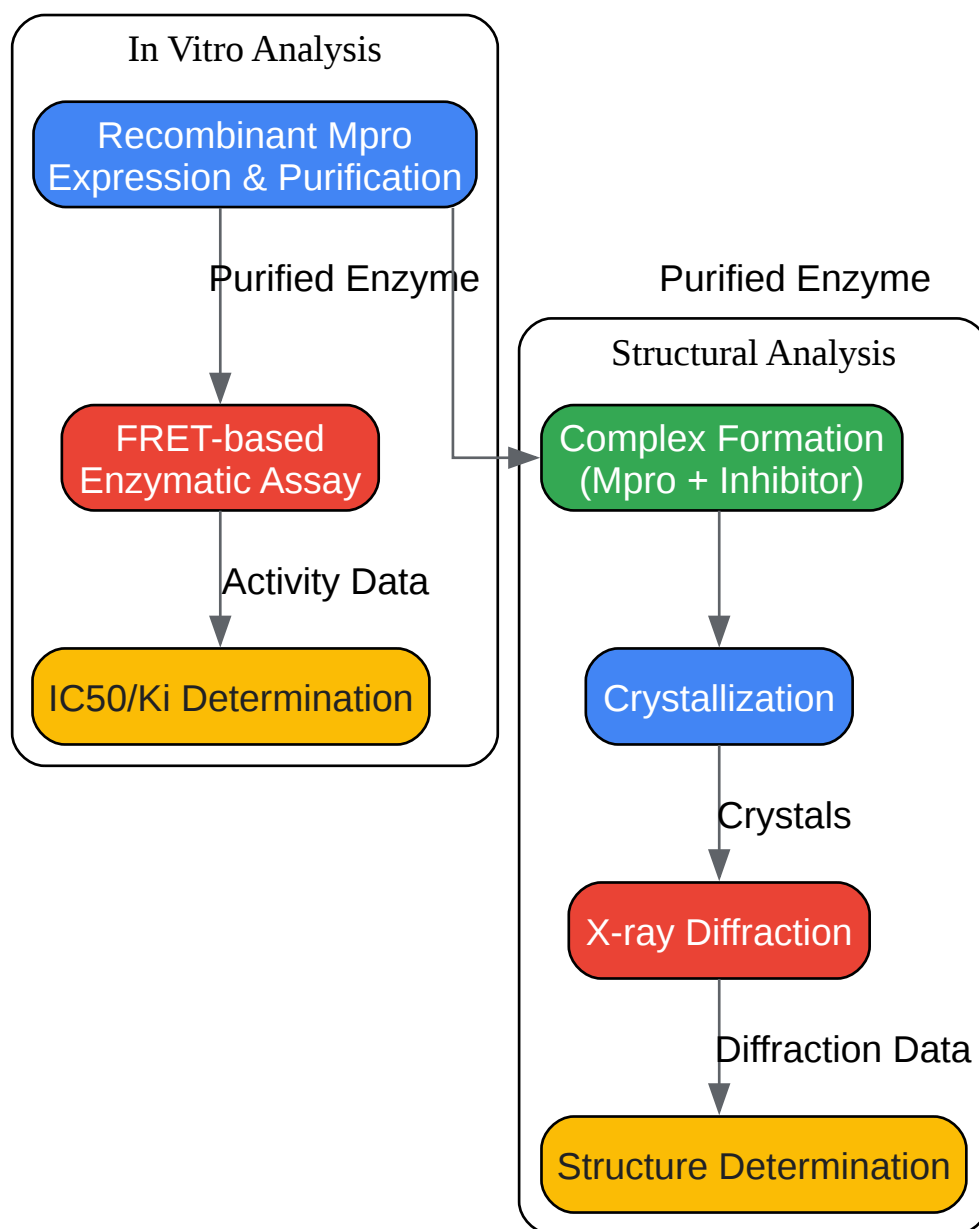 In Vitro Analysis
Recombinant Mpro
Expression & Purification
Purified Enzyme
FRET-based
Enzymatic Assay
Activity Data
IC50/Ki Determination
Purified Enzyme
Structural Analysis
Complex Formation
(Mpro + Inhibitor)
Crystallization
Crystals
X-ray Diffraction
Diffraction Data
Structure Determination